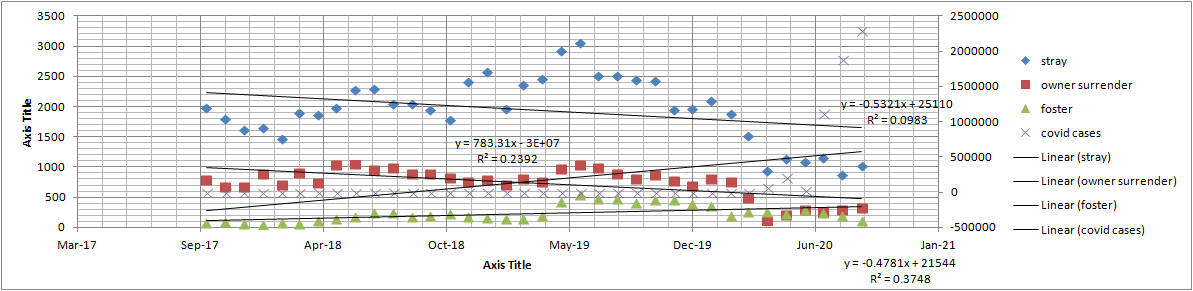 3500
3000
2500
2000
1500
1000
500
0
Axis Title
2500000
2000000
1500000
1000000
500000
0
-500000
y = -0.5321x + 25110
R² = 0.0983
y = 783.31x - 3E+07
R² = 0.2392
Mar-17 Sep-17 Apr-18 Oct-18 May-19 Dec-19 Jun-20 Jan-21
Axis Title
y = -0.4781x + 21544
R² = 0.3748
stray
owner surrender
foster
covid cases
Linear (stray)
Linear (owner surrender)
Linear (foster)
Linear (covid cases)